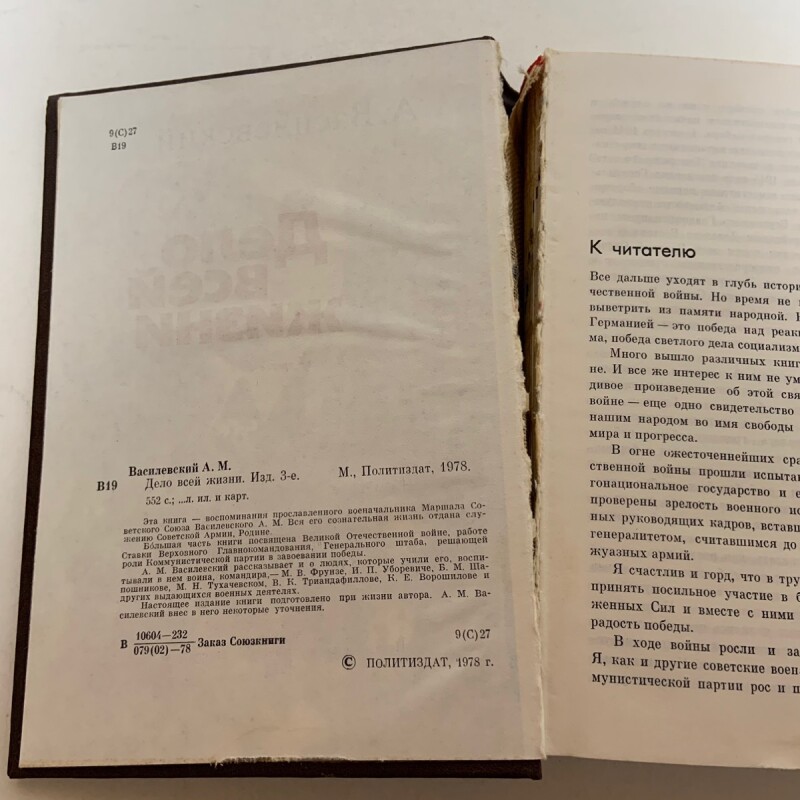 9(С)27
В19
Василевский А. М.
В19 Дело всей жизни. Изд. 3-е. М., Политиздат, 1978.
552 с.; ...л. ил. и карт.
Эта книга — воспоминания прославленного военачальника Маршала Со-
ветского Союза Василевского А. М. Вся его сознательная жизнь отдана слу-
жению Советской Армии, Родине.
Бо́льшая часть книги посвящена Великой Отечественной войне, работе
Ставки Верховного Главнокомандования, Генерального штаба, решающей
роли Коммунистической партии в завоевании победы.
А. М. Василевский рассказывает и о людях, которые учили его, воспи-
тывали в нем воина, командира,— М. В. Фрунзе, И. П. Уборевиче, Б. М. Ша-
пошникове, М. Н. Тухачевском, В. К. Триандафиллове, К. Е. Ворошилове и
других выдающихся военных деятелях.
Настоящее издание книги подготовлено при жизни автора. А. М. Ва-
силевский внес в него некоторые уточнения.
В 10604—232
079(02)—78 Заказ Союзкниги 9(С)27
© ПОЛИТИЗДАТ, 1978 г.
К читателю
Все дальше уходят в глубь истори
чественной войны. Но время не
выветрить из памяти народной.
Германией — это победа над реак
ма, победа светлого дела социализм
Много вышло различных книг
не. И все же интерес к ним не ум
дивое произведение об этой свя
войне — еще одно свидетельство
нашим народом во имя свободы
мира и прогресса.
В огне ожесточеннейших сра
ственной войны прошли испытан
гонациональное государство и е
проверены зрелость военного ис
ных руководящих кадров, вставш
генералитетом, считавшимся до
жуазных армий.
Я счастлив и горд, что в тру
принять посильное участие в б
женных Сил и вместе с ними
радость победы.
В ходе войны росли и за
Я, как и другие советские воен
мунистической партии рос и п